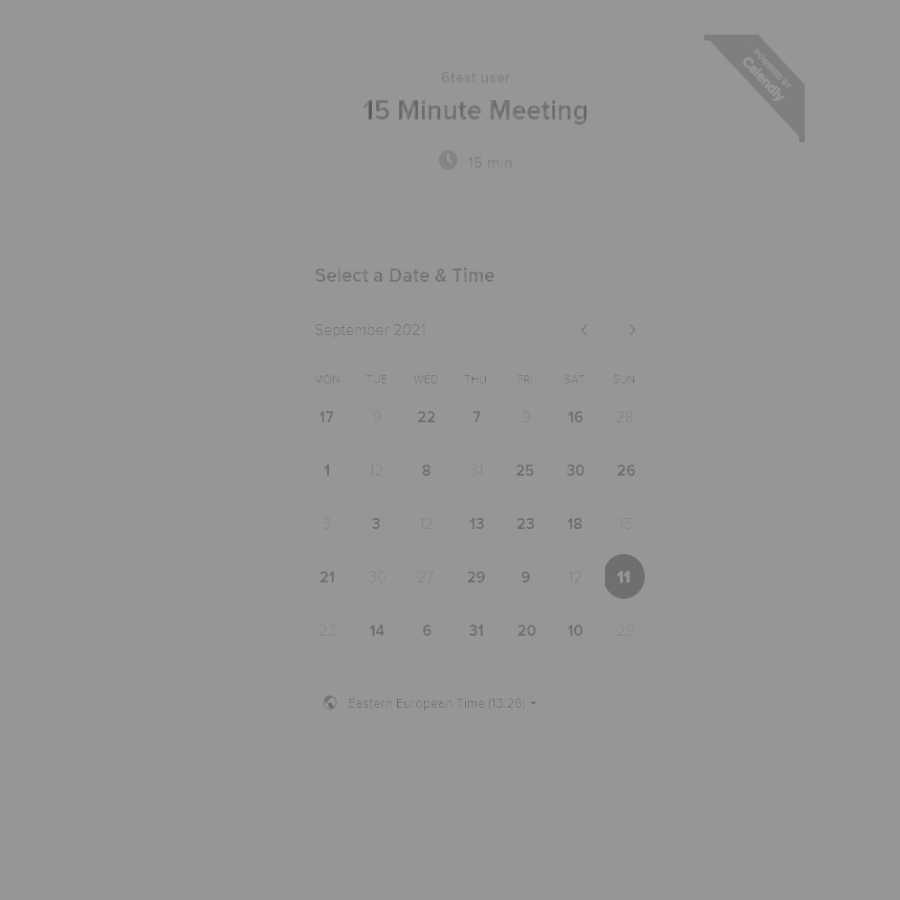 POWERED BY
Calendly
6test user
15 Minute Meeting
15 min
Select a Date & Time
September 2021
MON TUE WED THU FRI SAT SUN
17 9 22 7 9 16 28
1 12 8 31 25 30 26
3 3 12 13 23 18 15
21 30 27 29 9 12 11
23 14 6 31 20 10 29
Eastern European Time (13:26)